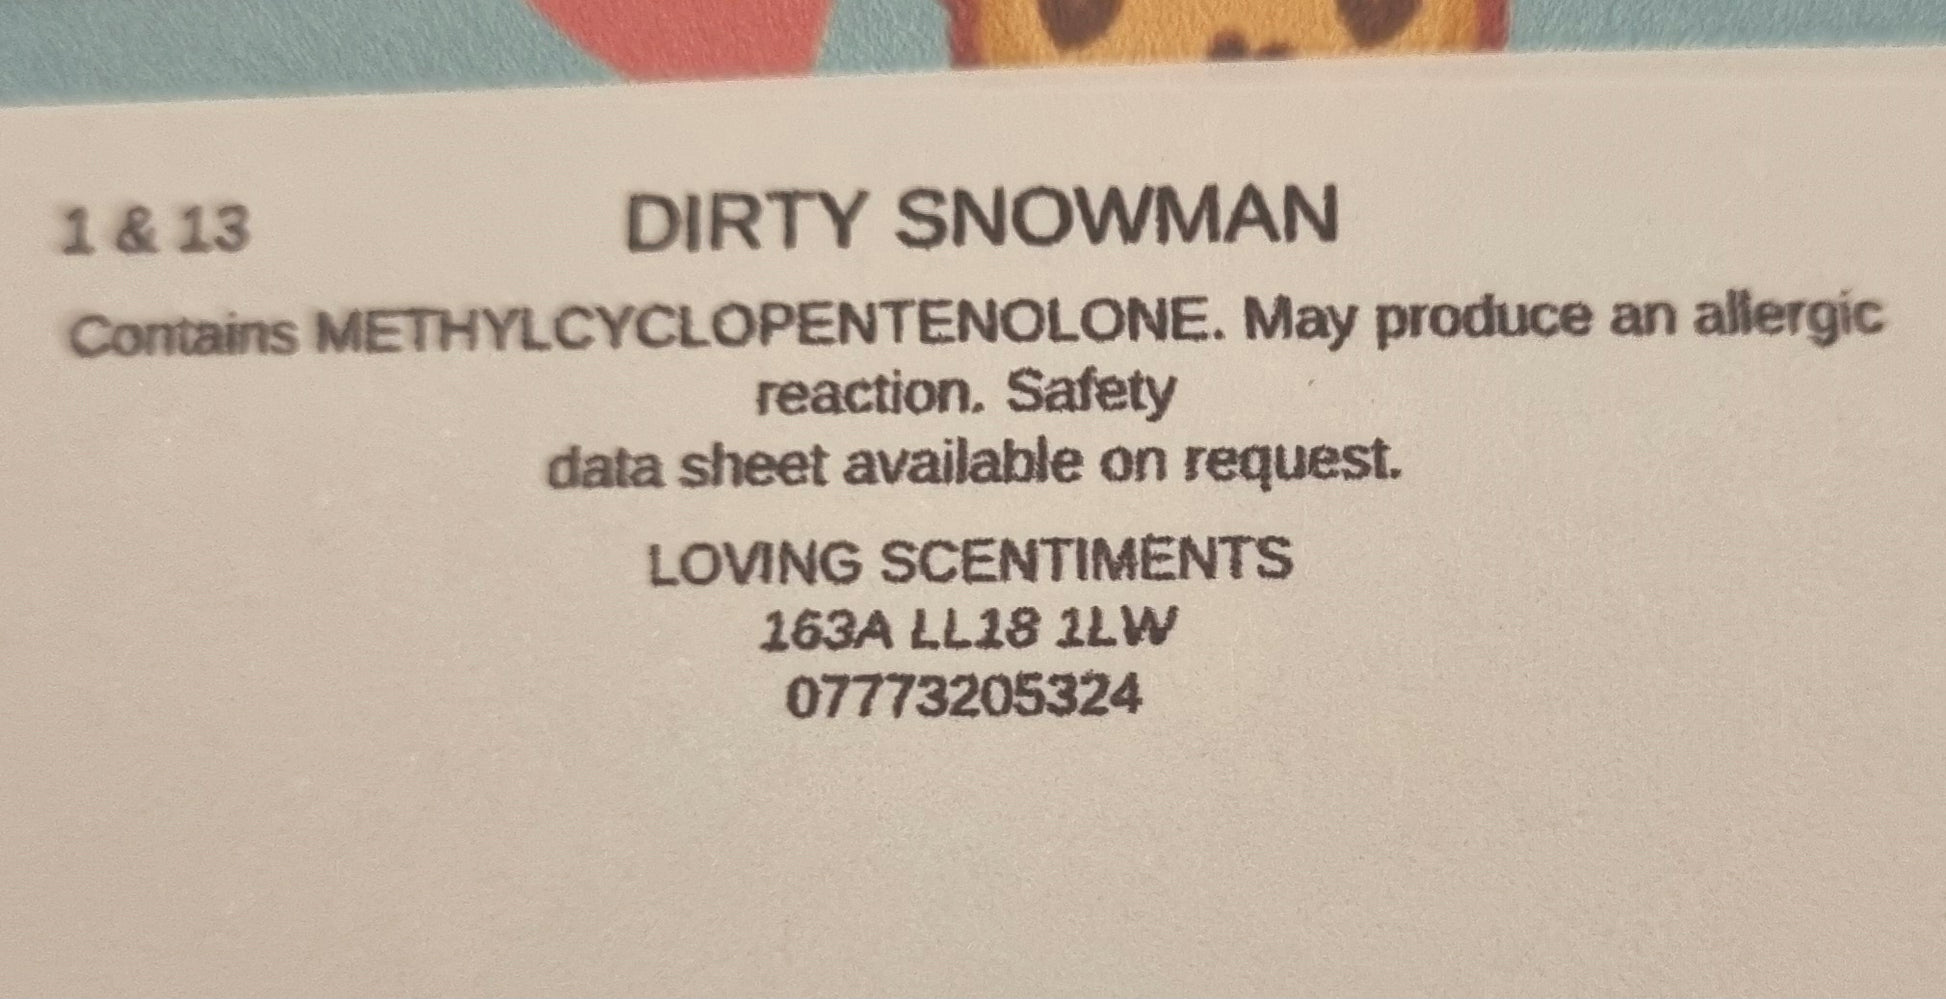 1 & 13 DIRTY SNOWMAN
Contains METHYLCYCLOPENTENOLONE. May produce an allergic
reaction. Safety
data sheet available on request.
LOVING SCENTIMENTS
163A LL18 1LW
07773205324